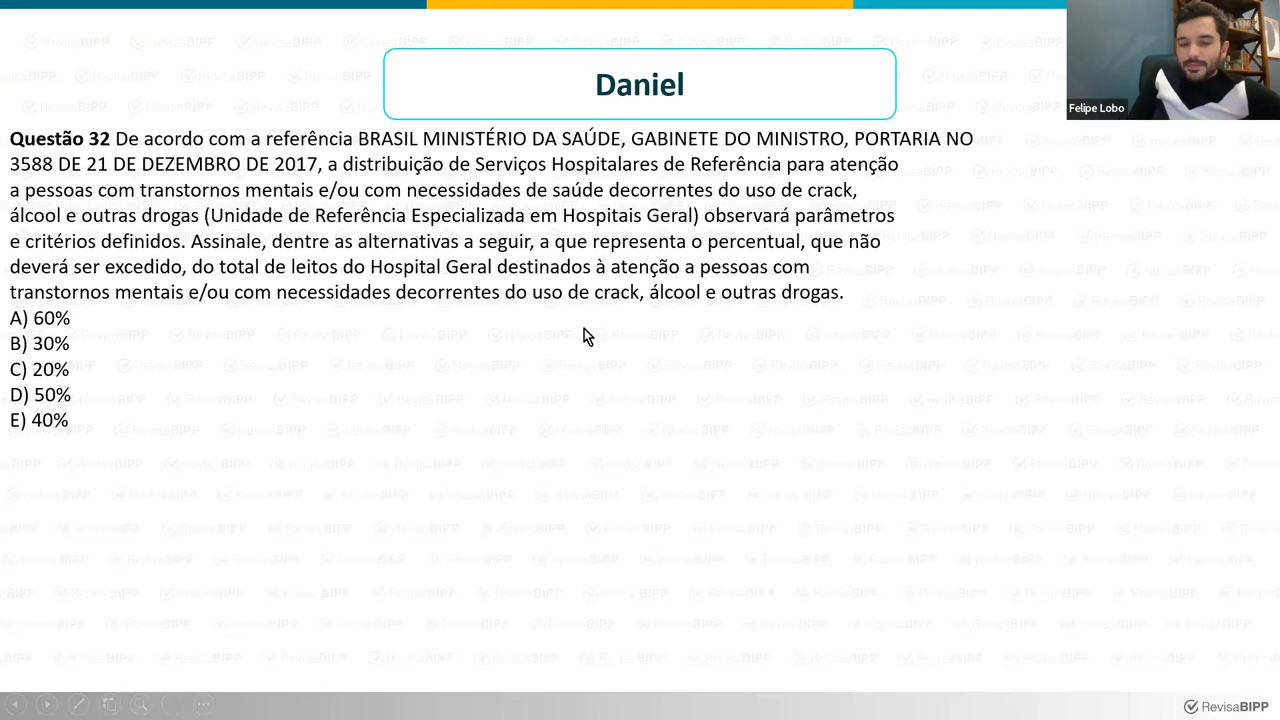 Daniel
Felipe Lobo
Questão 32 De acordo com a referência BRASIL MINISTÉRIO DA SAÚDE, GABINETE DO MINISTRO, PORTARIA NO
3588 DE 21 DE DEZEMBRO DE 2017, a distribuição de Serviços Hospitalares de Referência para atenção
a pessoas com transtornos mentais e/ou com necessidades de saúde decorrentes do uso de crack,
álcool e outras drogas (Unidade de Referência Especializada em Hospitais Geral) observará parâmetros
e critérios definidos. Assinale, dentre as alternativas a seguir, a que representa o percentual, que não
deverá ser excedido, do total de leitos do Hospital Geral destinados à atenção a pessoas com
transtornos mentais e/ou com necessidades decorrentes do uso de crack, álcool e outras drogas.
A) 60%
B) 30%
C) 20%
D) 50%
E) 40%
RevisaBIPP